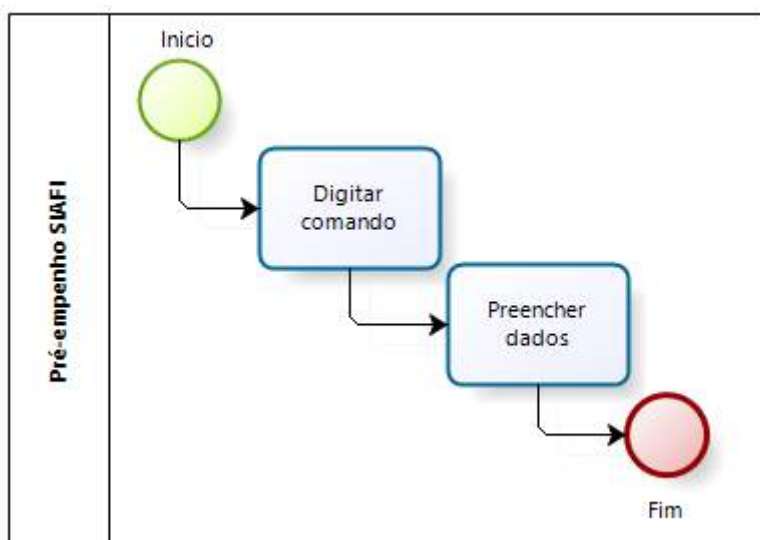 Pré-empenho SIAFI
Inicio
Digitar
comando
Preencher
dados
Fim